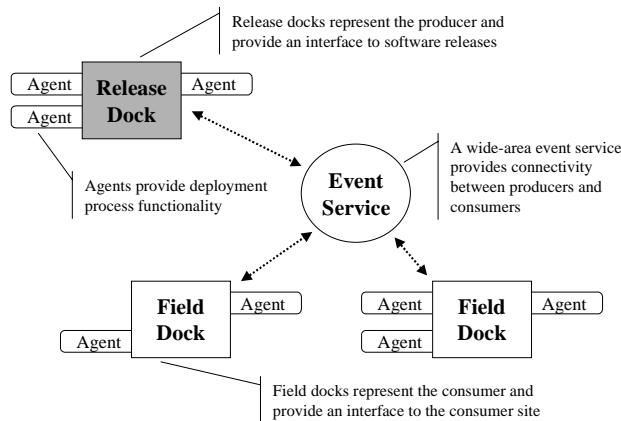 Release docks represent the producer and
provide an interface to software releases
Agent
Release
Dock
Agent
Agent
Agents provide deployment
process functionality
Event
Service
A wide-area event service
provides connectivity
between producers and
consumers
Field
Dock
Agent
Agent
Agent
Field
Dock
Agent
Agent
Field docks represent the consumer and
provide an interface to the consumer site